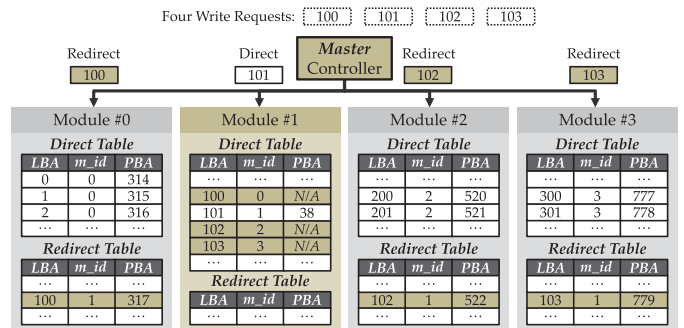 Four Write Requests: 100 101 102 103
Master
Controller
Redirect
100
Direct
101
Redirect
102
Redirect
103
Module #0
Direct Table
LBA m_id PBA
0 0 314
1 0 315
2 0 316
... ... ...
Redirect Table
LBA m_id PBA
... ... ...
100 1 317
... ... ...
Module #1
Direct Table
LBA m_id PBA
... ... ...
100 0 N/A
101 1 38
102 2 N/A
103 3 N/A
... ... ...
Redirect Table
LBA m_id PBA
... ... ...
Module #2
Direct Table
LBA m_id PBA
... ... ...
200 2 520
201 2 521
... ... ...
Redirect Table
LBA m_id PBA
... ... ...
102 1 522
... ... ...
Module #3
Direct Table
LBA m_id PBA
... ... ...
300 3 777
301 3 778
... ... ...
Redirect Table
LBA m_id PBA
... ... ...
103 1 779
... ... ...